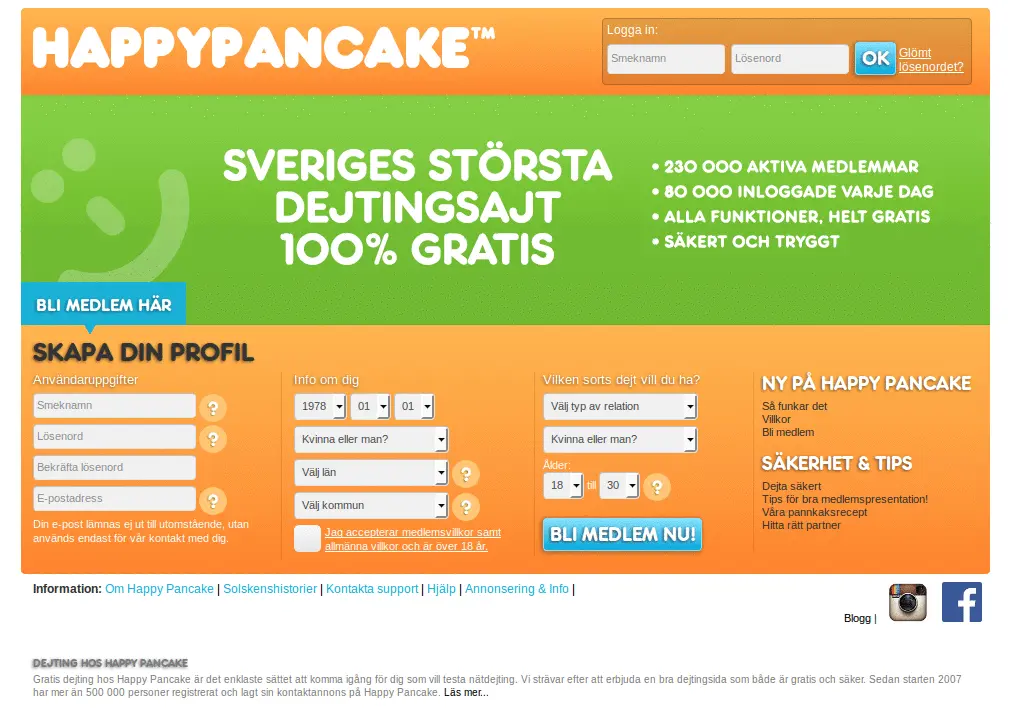 HAPPYPANCAKE™
Logga in:
Smeknamn
Lösenord
OK
Glömt
lösenordet?
SVERIGES STÖRSTA
DEJTINGSAJT
100% GRATIS
• 230 000 AKTIVA MEDLEMMAR
• 80 000 INLOGGADE VARJE DAG
• ALLA FUNKTIONER, HELT GRATIS
• SÄKERT OCH TRYGGT
BLI MEDLEM HÄR
SKAPA DIN PROFIL
Användaruppgifter
Smeknamn ?
Lösenord ?
Bekräfta lösenord
E-postadress ?
Din e-post lämnas ej ut till utomstående, utan
används endast för vår kontakt med dig.
Info om dig
1978 01 01
Kvinna eller man?
Välj län ?
Välj kommun ?
Jag accepterar medlemsvillkor samt
allmänna villkor och är över 18 år.
Vilken sorts dejt vill du ha?
Välj typ av relation
Kvinna eller man?
Ålder:
18 till 30 ?
BLI MEDLEM NU!
NY PÅ HAPPY PANCAKE
Så funkar det
Villkor
Bli medlem
SÄKERHET & TIPS
Dejta säkert
Tips för bra medlemspresentation!
Våra pannkaksrecept
Hitta rätt partner
Information: Om Happy Pancake | Solskenshistorier | Kontakta support | Hjälp | Annonsering & Info |
Blogg |
DEJTING HOS HAPPY PANCAKE
Gratis dejting hos Happy Pancake är det enklaste sättet att komma igång för dig som vill testa nätdejting. Vi strävar efter att erbjuda en bra dejtingsida som både är gratis och säker. Sedan starten 2007
har mer än 500 000 personer registrerat och lagt sin kontaktannons på Happy Pancake. Läs mer...